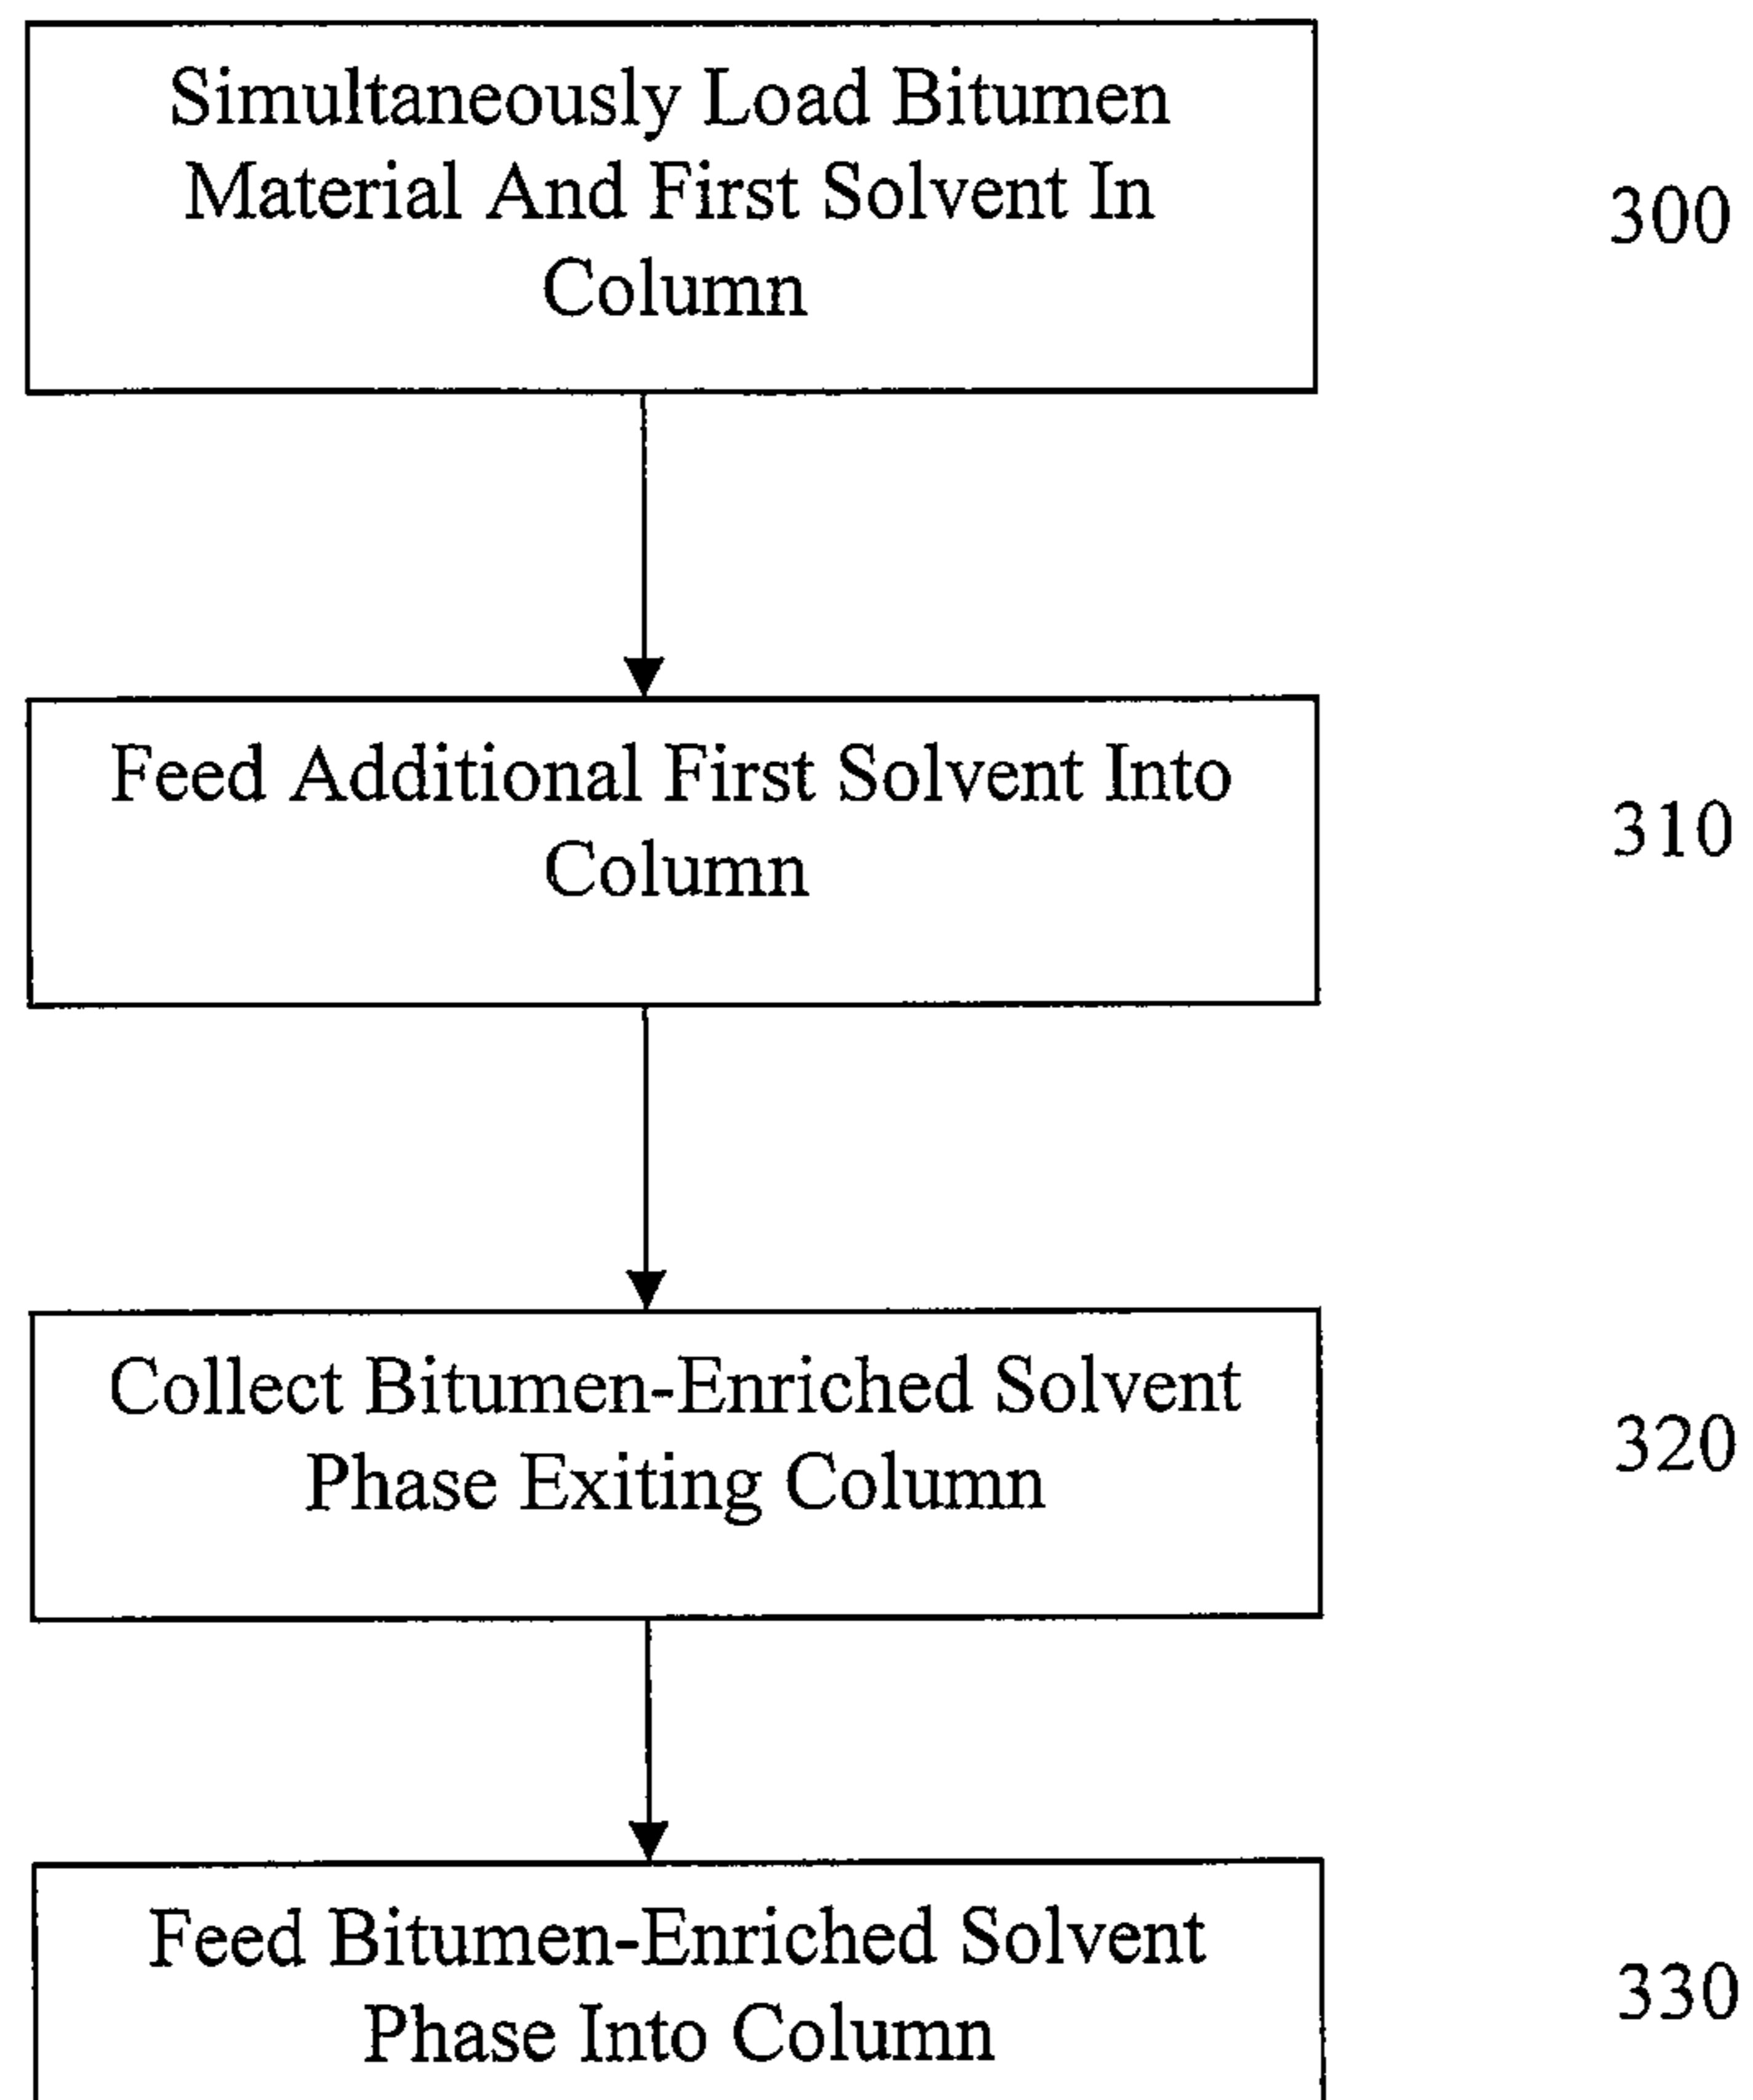 Simultaneously Load Bitumen
Material And First Solvent In
Column
300
Feed Additional First Solvent Into
Column
310
Collect Bitumen-Enriched Solvent
Phase Exiting Column
320
Feed Bitumen-Enriched Solvent
Phase Into Column
330